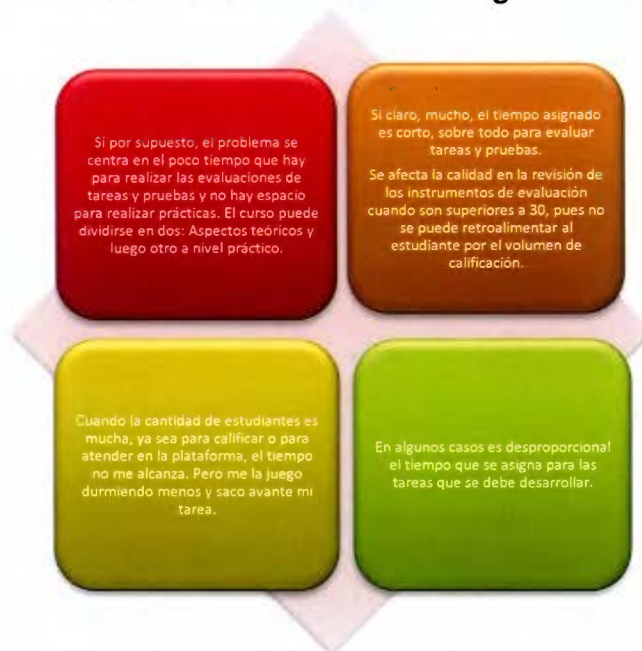 Si por supuesto, el problema se
centra en el poco tiempo que hay
para realizar las evaluaciones de
tareas y pruebas y no hay espacio
para realizar prácticas. El curso puede
dividirse en dos: Aspectos teóricos y
luego otro a nivel práctico.
Si claro, mucho, el tiempo asignado
es corto, sobre todo para evaluar
tareas y pruebas.
Se afecta la calidad en la revisión de
los instrumentos de evaluación
cuando son superiores a 30, pues no
se puede retroalimentar al
estudiante por el volumen de
calificación.
Cuando la cantidad de estudiantes es
mucha, ya sea para calificar o para
atender en la plataforma, el tiempo
no me alcanza. Pero me la juego
durmiendo menos y saco avante mi
tarea.
En algunos casos es desproporcional
el tiempo que se asigna para las
tareas que se debe desarrollar.